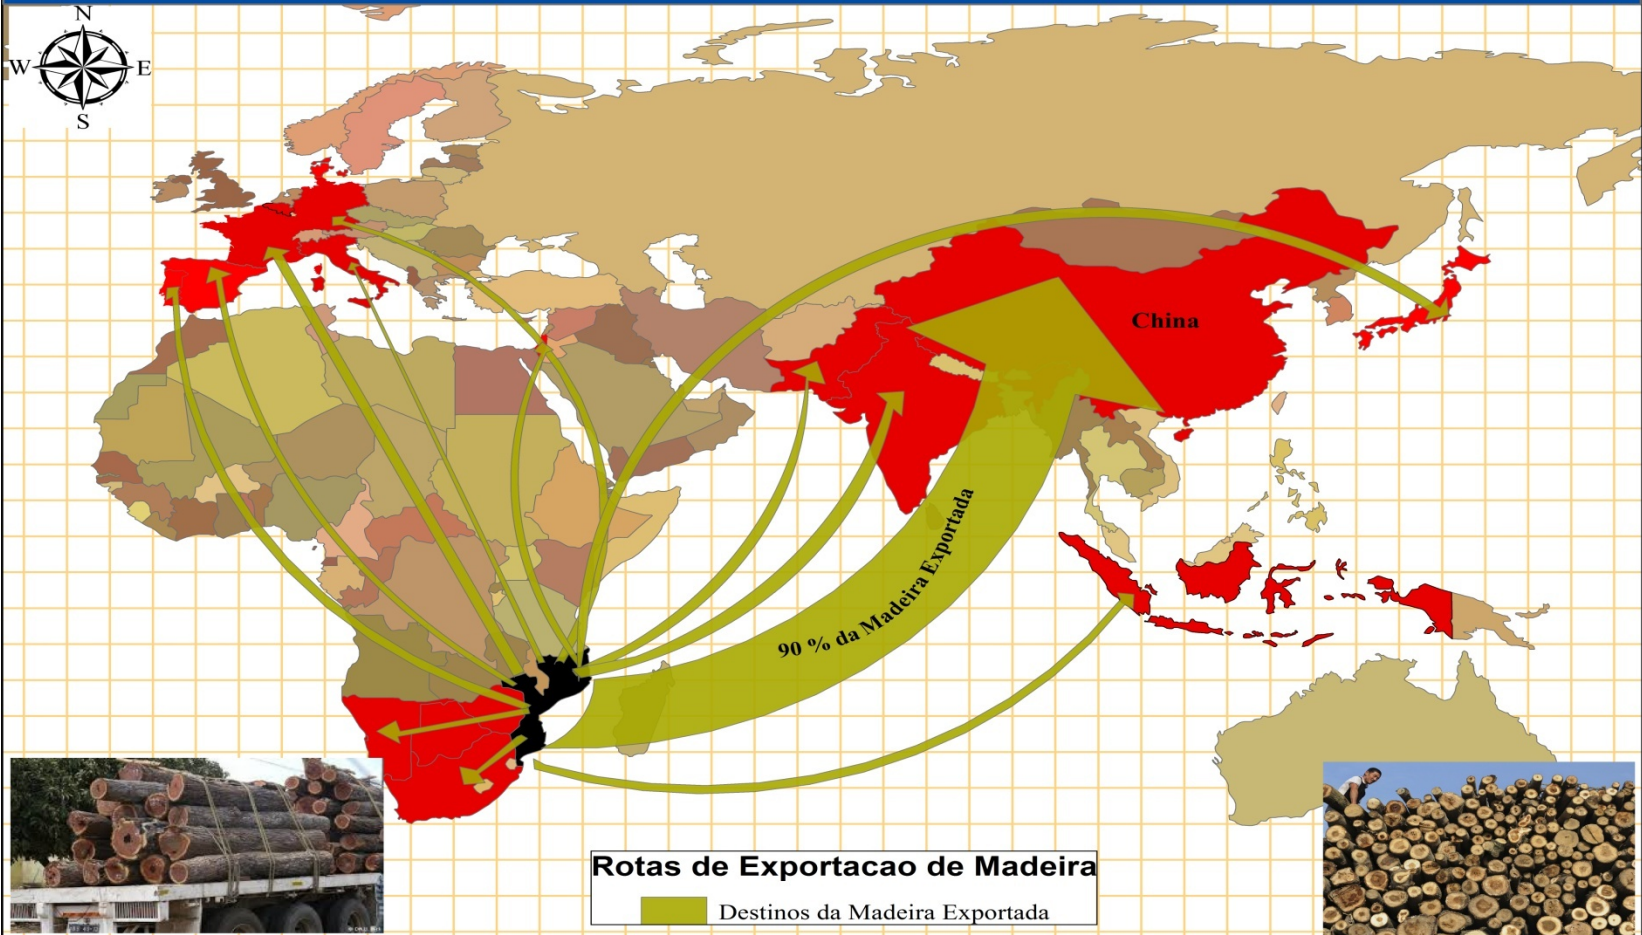 N
W E
S
China
90 % da Madeira Exportada
Rotas de Exportacao de Madeira
Destinos da Madeira Exportada